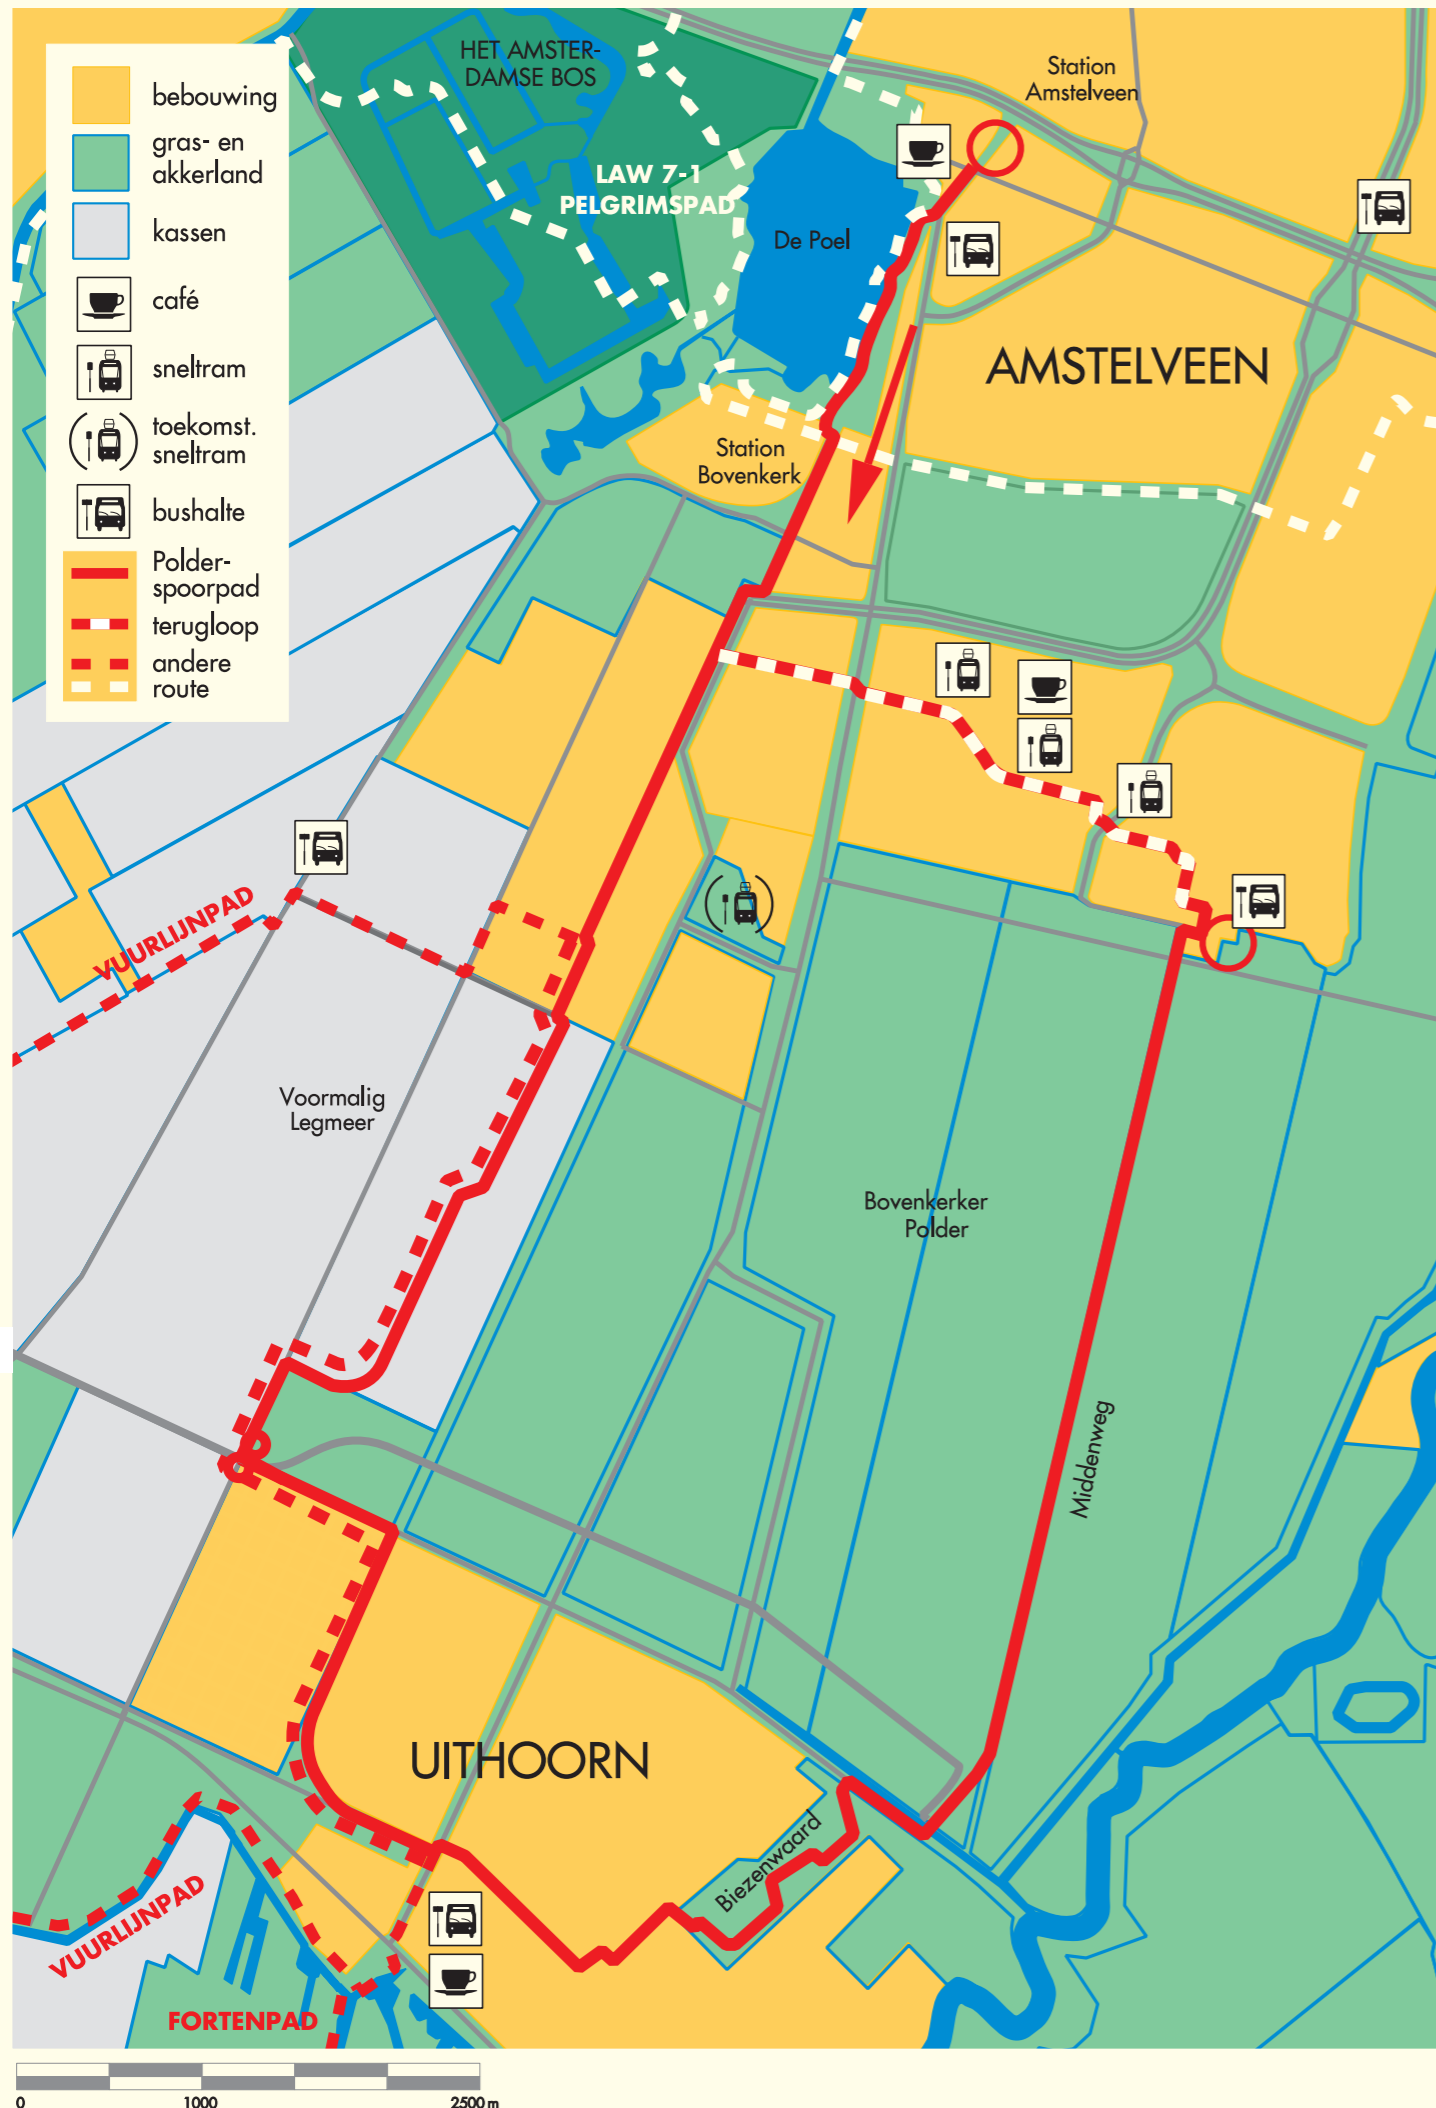 bebouwing
gras- en
akkerland
kassen
café
sneltram
toekomst.
sneltram
bushalte
Polder-
spoorpad
terugloop
andere
route
HET AMSTER-
DAMSE BOS
LAW 7-1
PELGRIMSPAD
De Poel
Station
Amstelveen
AMSTELVEEN
Station
Bovenkerk
VUURLIJNPAD
Voormalig
Legmeer
Bovenkerker
Polder
Middenweg
UITHOORN
Biezenwaard
VUURLIJNPAD
FORTENPAD
0 1000 2500 m